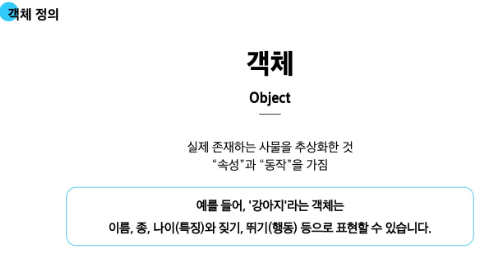 객체 정의
객체
Object
실제 존재하는 사물을 추상화한 것
“속성”과 “동작”을 가짐
예를 들어, '강아지'라는 객체는
이름, 종, 나이(특징)와 짖기, 뛰기(행동) 등으로 표현할 수 있습니다.